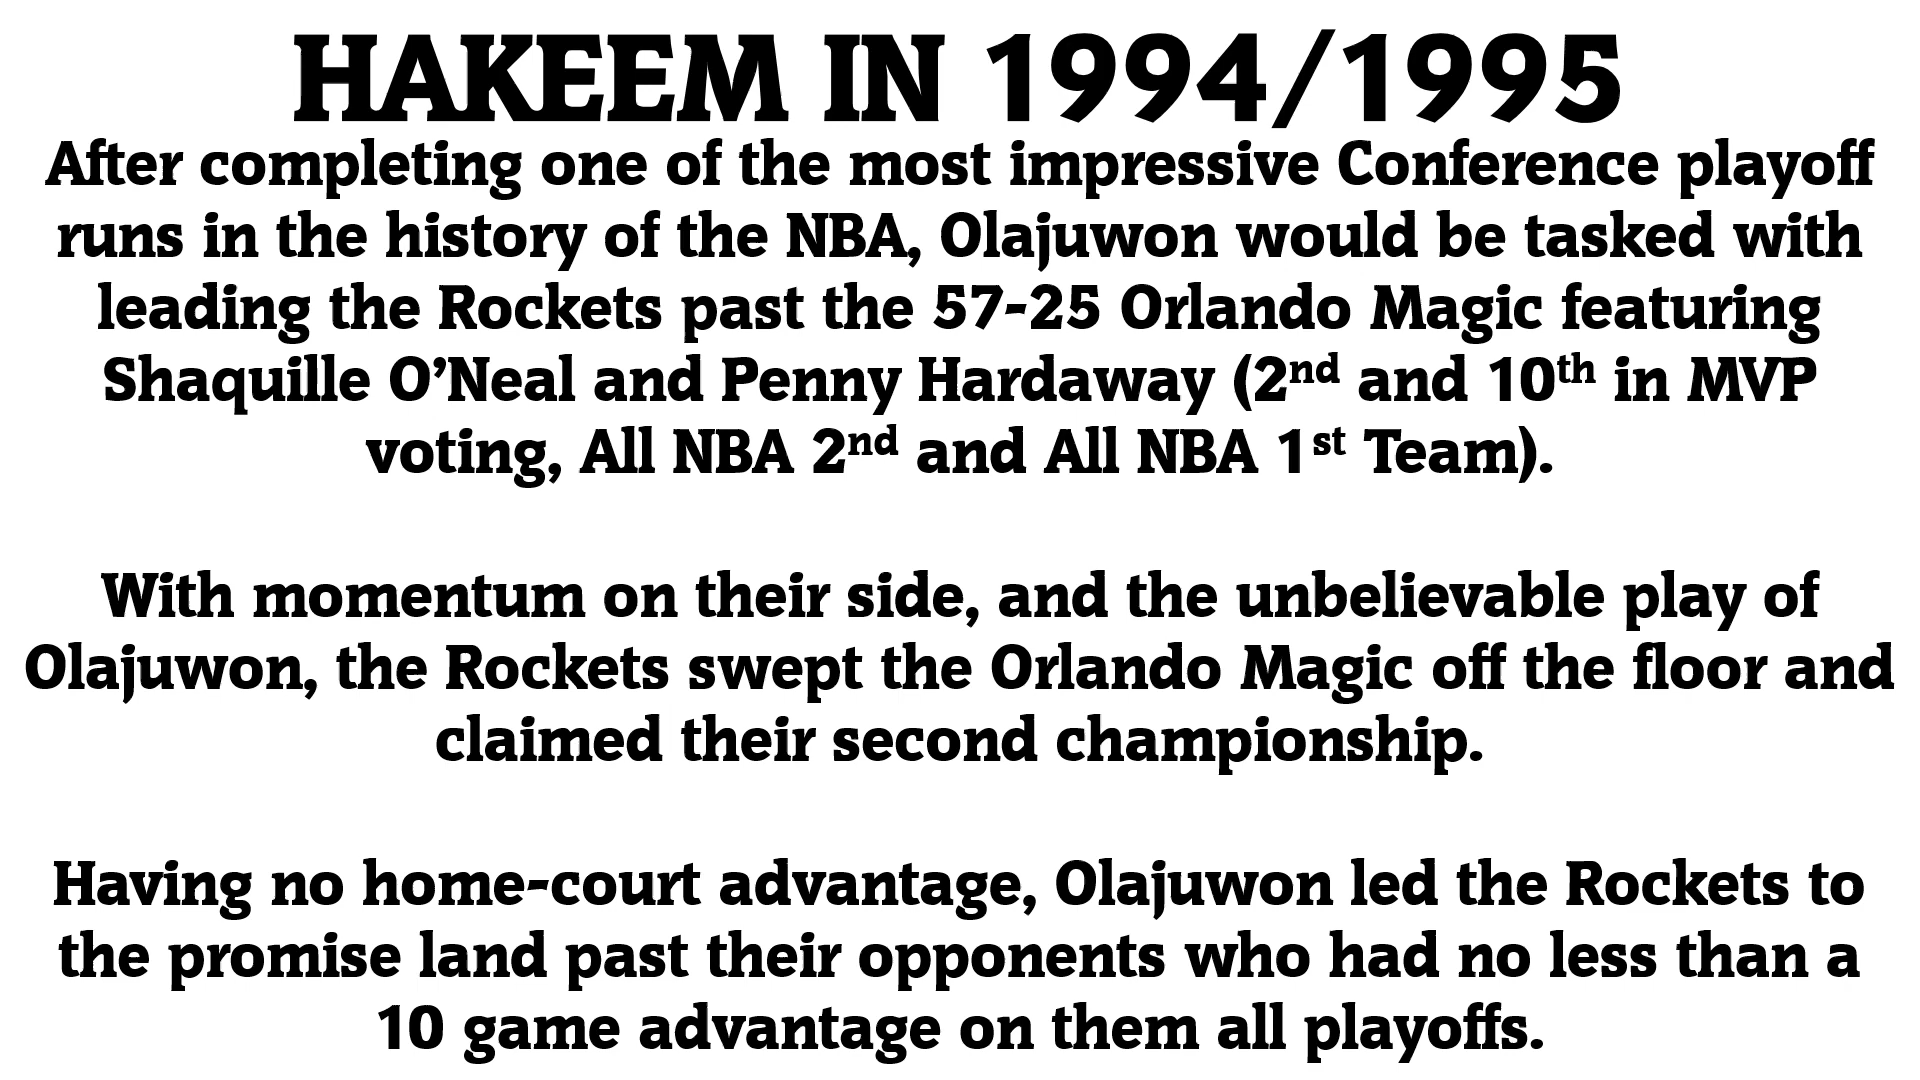 HAKEEM IN 1994/1995
After completing one of the most impressive Conference playoff
runs in the history of the NBA, Olajuwon would be tasked with
leading the Rockets past the 57-25 Orlando Magic featuring
Shaquille O’Neal and Penny Hardaway (2nd and 10th in MVP
voting, All NBA 2nd and All NBA 1st Team).
With momentum on their side, and the unbelievable play of
Olajuwon, the Rockets swept the Orlando Magic off the floor and
claimed their second championship.
Having no home-court advantage, Olajuwon led the Rockets to
the promise land past their opponents who had no less than a
10 game advantage on them all playoffs.